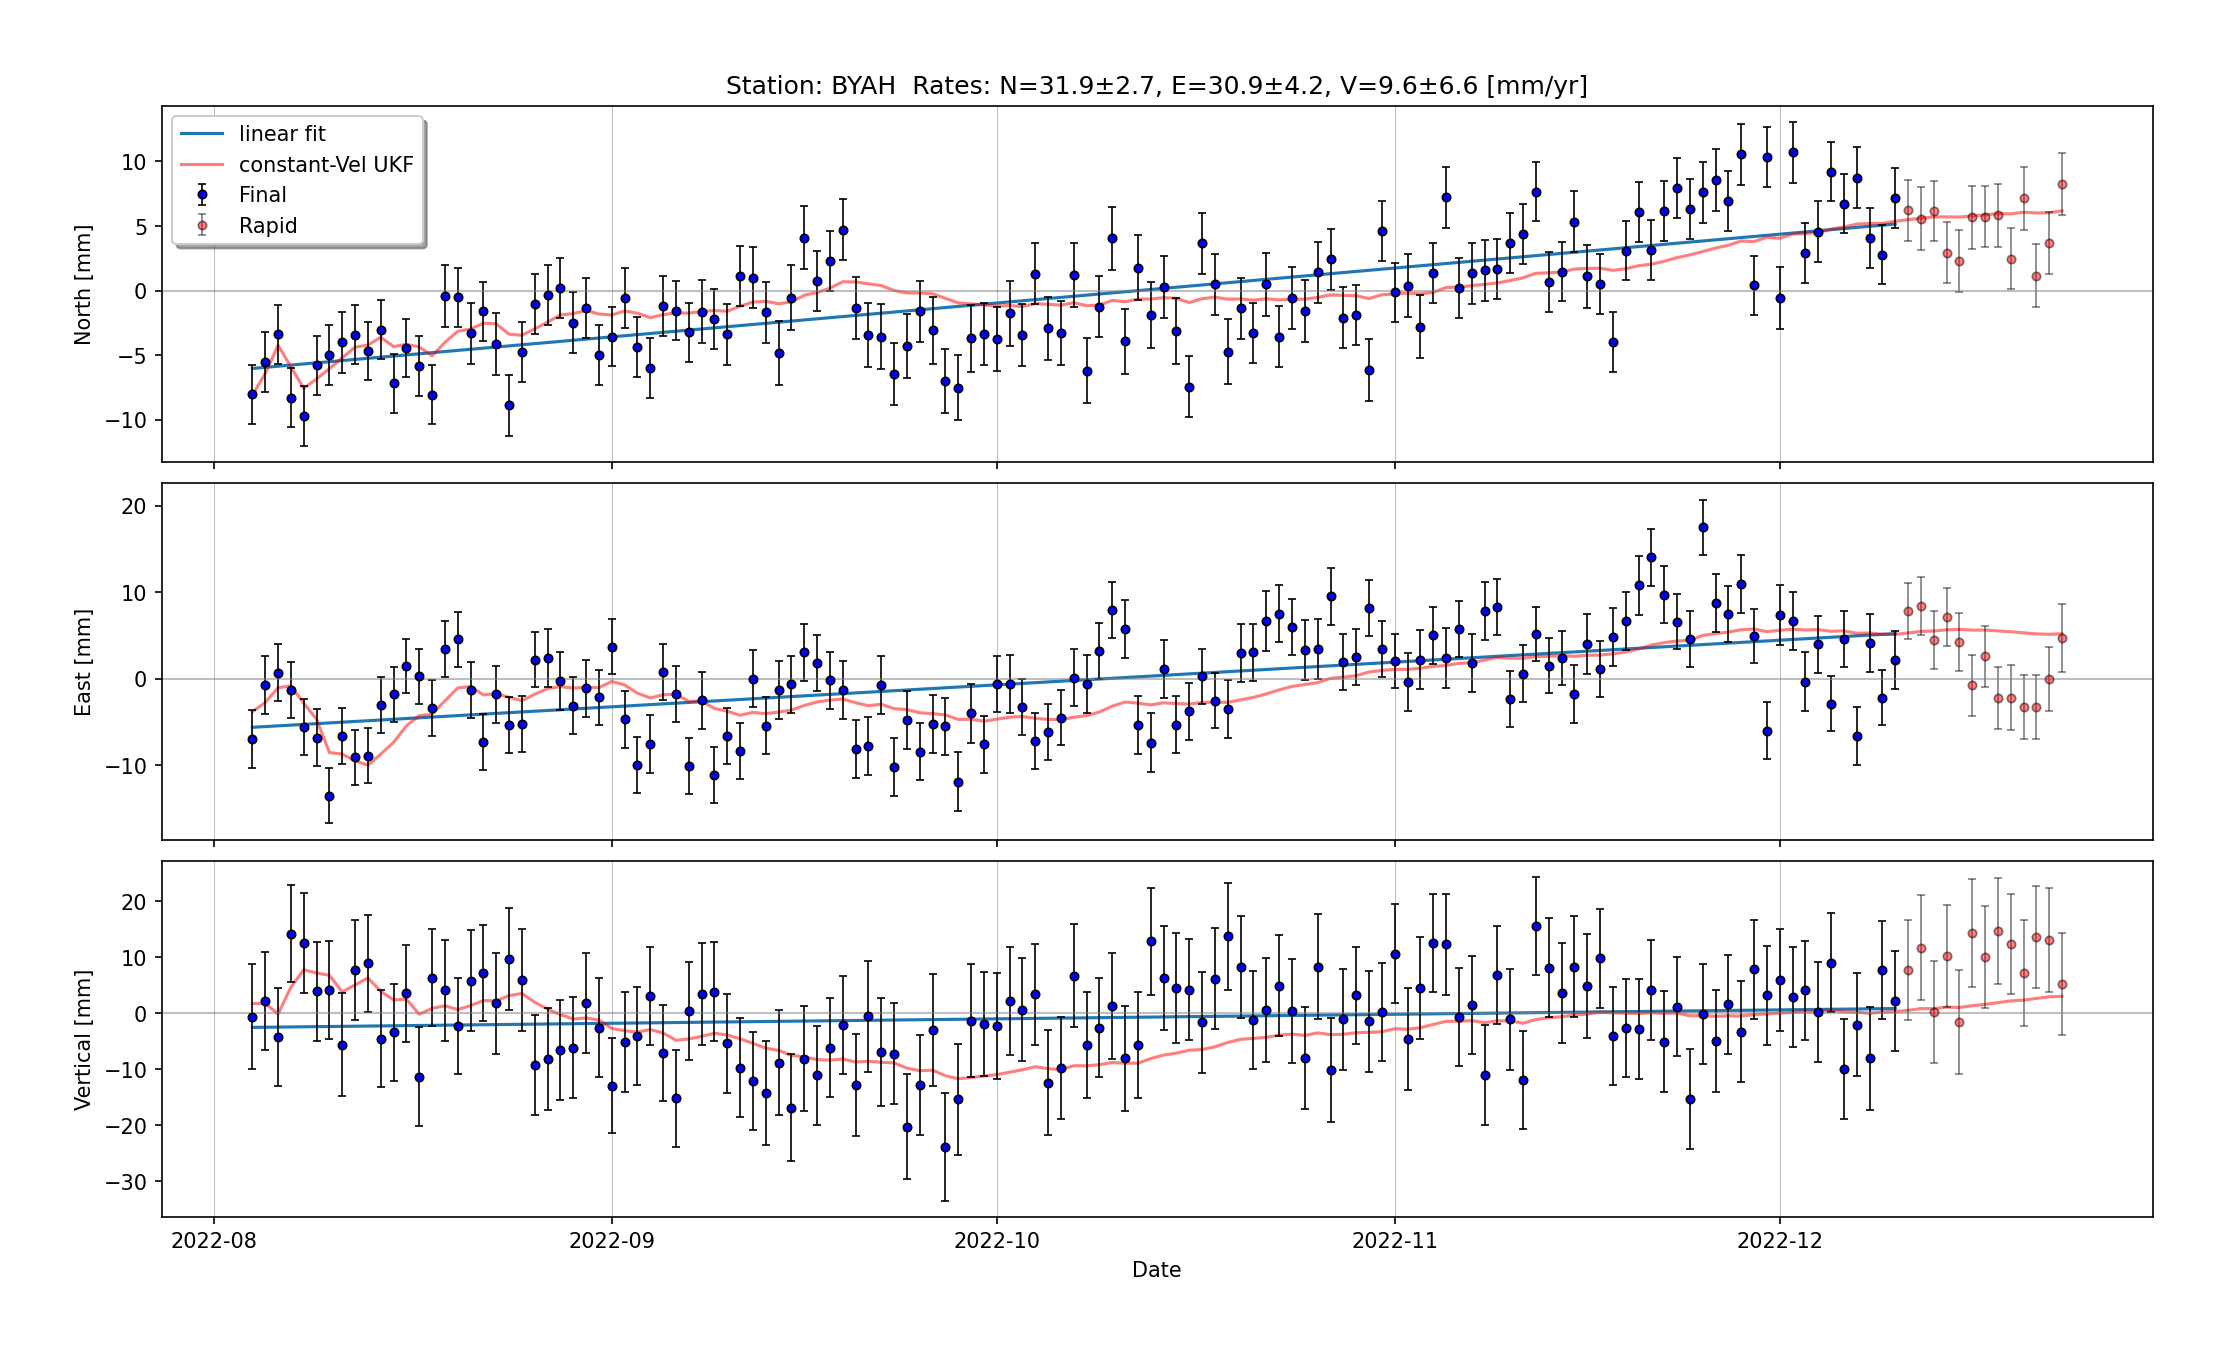 Station: BYAH  Rates: N=31.9±2.7, E=30.9±4.2, V=9.6±6.6 [mm/yr]
linear fit
constant-Vel UKF
Final
Rapid
North [mm]
10
5
0
−5
−10
East [mm]
20
10
0
−10
Vertical [mm]
20
10
0
−10
−20
−30
2022-08
2022-09
2022-10
2022-11
2022-12
Date